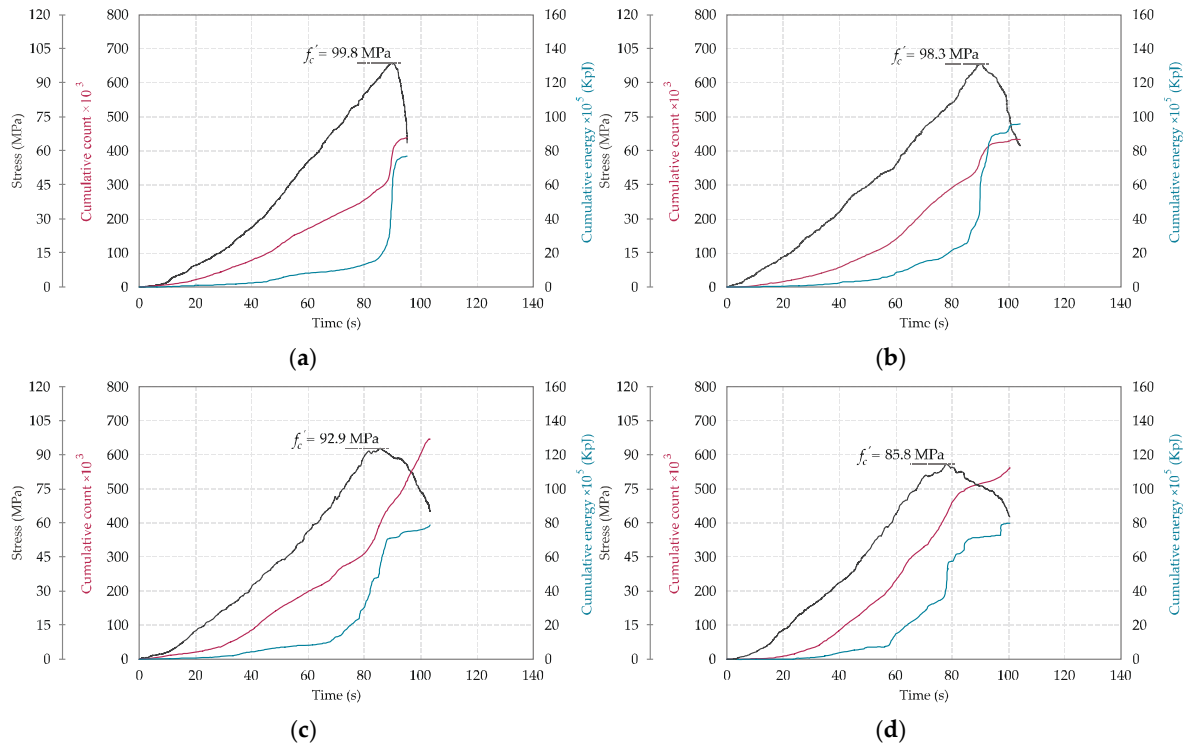 120 800 160
105 700 140
90 600 120
75 500 100
60 400 80
45 300 60
30 200 40
15 100 20
0 0 0
0 20 40 60 80 100 120 140
Stress (MPa)
Cumulative count ×10³
Cumulative energy ×10⁵ (KpJ)
f′c = 99.8 MPa
Time (s)
(a)
120 800 160
105 700 140
90 600 120
75 500 100
60 400 80
45 300 60
30 200 40
15 100 20
0 0 0
0 20 40 60 80 100 120 140
Stress (MPa)
Cumulative count ×10³
Cumulative energy ×10⁵ (KpJ)
f′c = 98.3 MPa
Time (s)
(b)
120 800 160
105 700 140
90 600 120
75 500 100
60 400 80
45 300 60
30 200 40
15 100 20
0 0 0
0 20 40 60 80 100 120 140
Stress (MPa)
Cumulative count ×10³
Cumulative energy ×10⁵ (KpJ)
f′c = 92.9 MPa
Time (s)
(c)
120 800 160
105 700 140
90 600 120
75 500 100
60 400 80
45 300 60
30 200 40
15 100 20
0 0 0
0 20 40 60 80 100 120 140
Stress (MPa)
Cumulative count ×10³
Cumulative energy ×10⁵ (KpJ)
f′c = 85.8 MPa
Time (s)
(d)